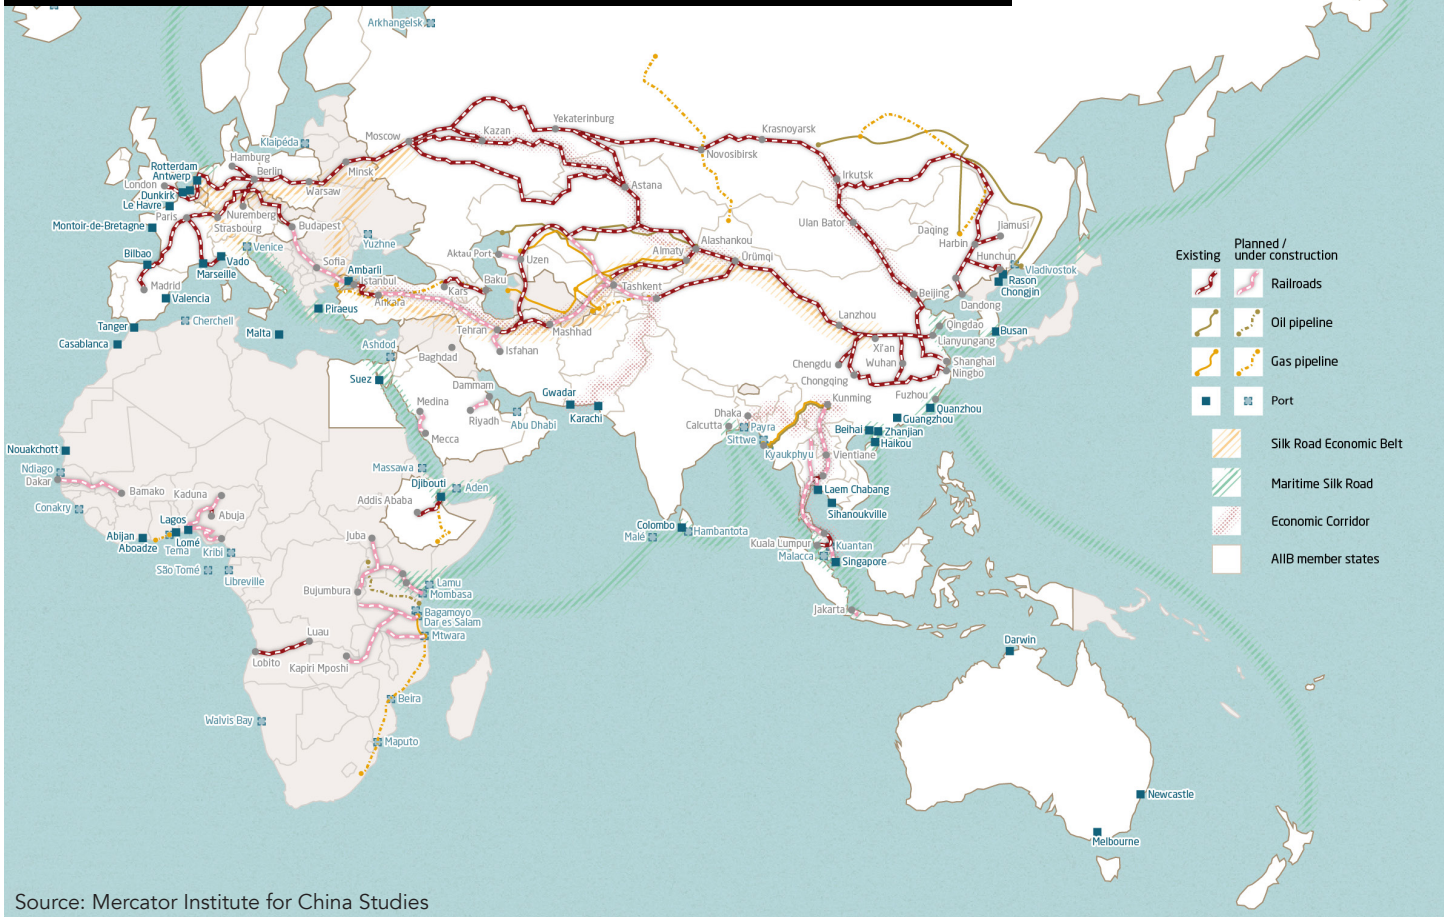 Arkhangelsk
Klaipėda
Moscow
Kazan
Yekaterinburg
Krasnoyarsk
Novosibirsk
Hamburg
Berlin
Rotterdam
Antwerp
London
Dunkirk
Le Havre
Paris
Minsk
Warsaw
Astana
Irkutsk
Nuremberg
Strasbourg
Budapest
Montoir-de-Bretagne
Ulan Bator
Daqing
Jiamusi
Harbin
Yuzhne
Venice
Aktau Port
Uzen
Almaty
Alashankou
Ürümqi
Hunchun
Vladivostok
Rason
Chongjin
Bilbao
Vado
Marseille
Sofia
Ambarli
Istanbul
Ankara
Kars
Baku
Tashkent
Madrid
Valencia
Piraeus
Beijing
Dandong
Tanger
Cherchell
Malta
Casablanca
Tehran
Mashhad
Isfahan
Lanzhou
Qingdao
Lianyungang
Busan
Ashdod
Baghdad
Xi'an
Wuhan
Chengdu
Chongqing
Shanghai
Ningbo
Suez
Dammam
Medina
Riyadh
Mecca
Abu Dhabi
Gwadar
Karachi
Kunming
Fuzhou
Quanzhou
Guangzhou
Dhaka
Calcutta
Payra
Sittwe
Kyaukphyu
Beihai
Zhanjian
Haikou
Vientiane
Nouakchott
Ndiago
Dakar
Bamako
Kaduna
Conakry
Abuja
Massawa
Djibouti
Aden
Addis Ababa
Laem Chabang
Sihanoukville
Lagos
Abijan
Aboadze
Tema
Lomé
Kribi
São Tomé
Libreville
Juba
Colombo
Hambantota
Malé
Kuala Lumpur
Kuantan
Malacca
Singapore
Bujumbura
Lamu
Mombasa
Bagamoyo
Dar es Salam
Mtwara
Jakarta
Luau
Lobito
Kapiri Mposhi
Darwin
Walvis Bay
Beira
Maputo
Newcastle
Melbourne
Existing
Planned /
under construction
Railroads
Oil pipeline
Gas pipeline
Port
Silk Road Economic Belt
Maritime Silk Road
Economic Corridor
AIIB member states
Source: Mercator Institute for China Studies